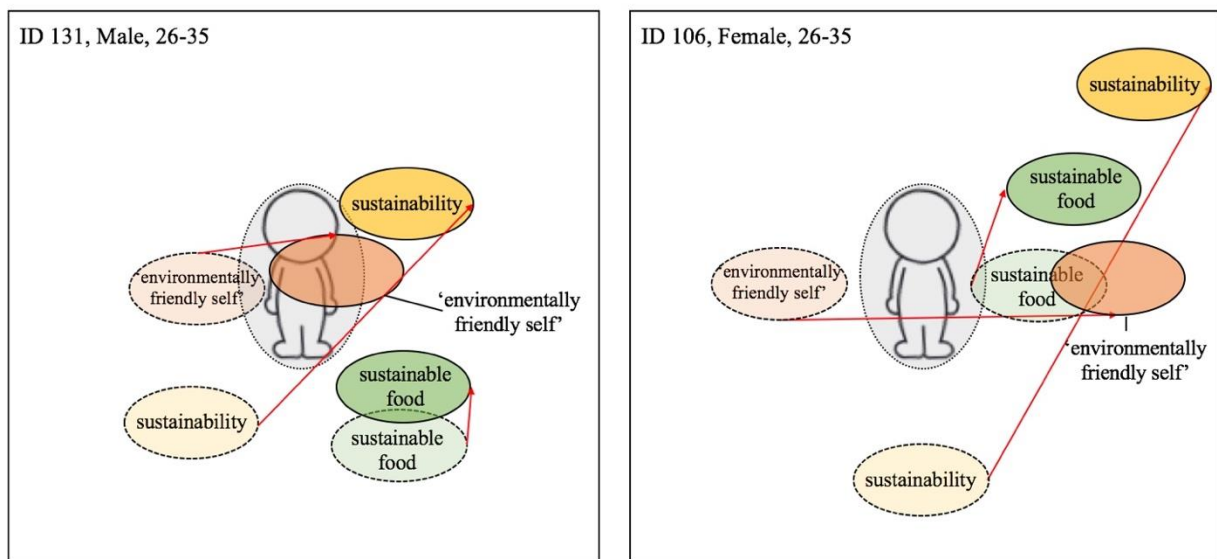 ID 131, Male, 26-35
sustainability
‘environmentally
friendly self’
‘environmentally
friendly self’
sustainable
food
sustainability
sustainable
food
ID 106, Female, 26-35
sustainability
sustainable
food
‘environmentally
friendly self’
sustainable
food
‘environmentally
friendly self’
sustainability